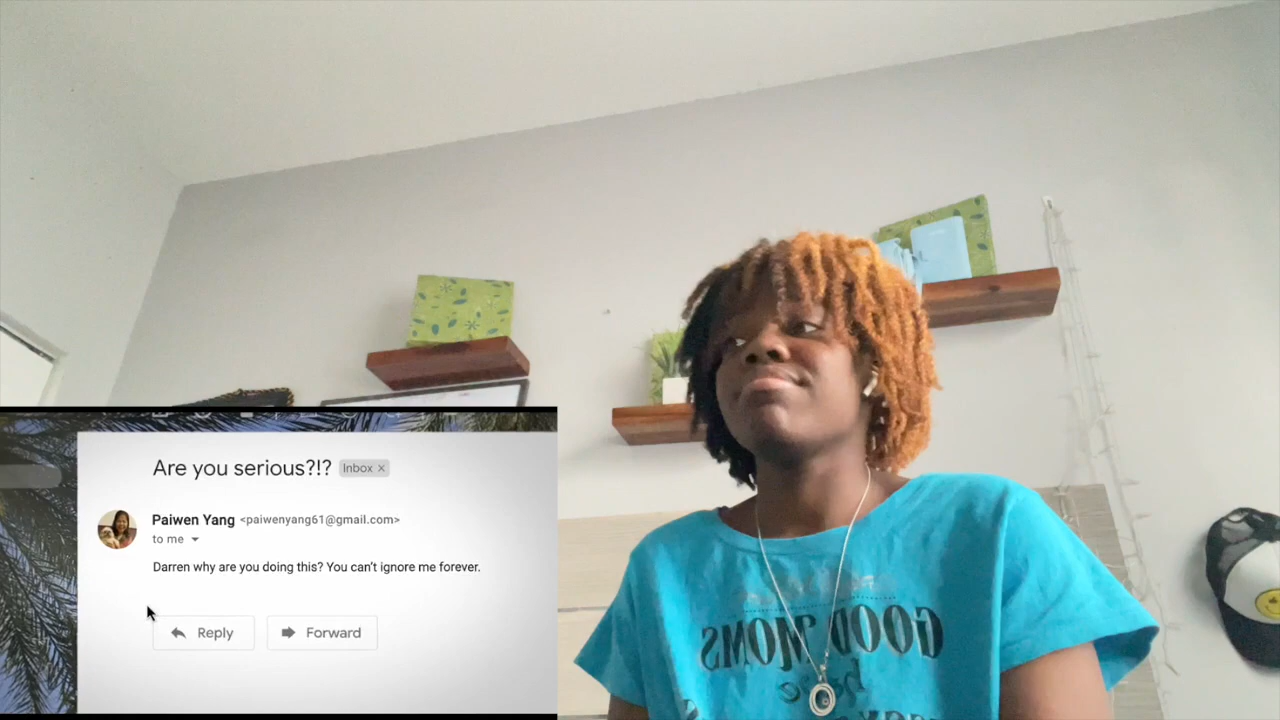 Are you serious?!? Inbox ×
Paiwen Yang <paiwenyang61@gmail.com>
to me
Darren why are you doing this? You can't ignore me forever.
Reply Forward
GOOD MOMS
have